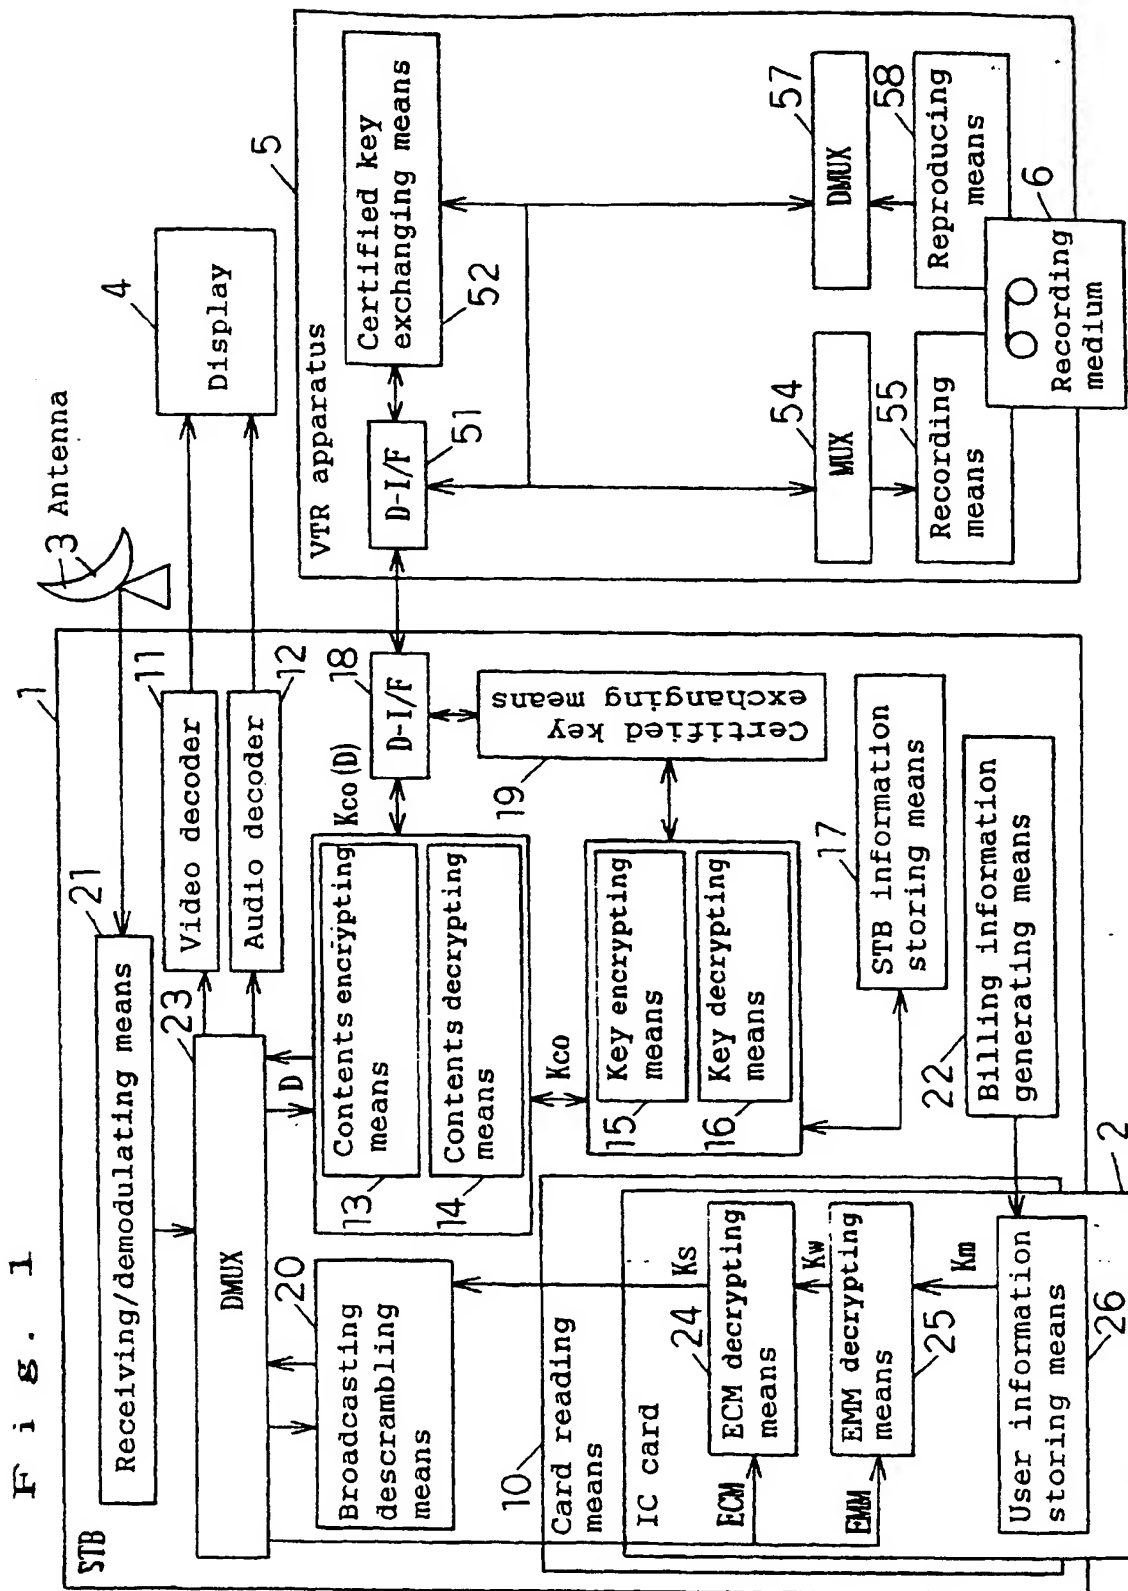 Fig. 1
STB
1
Receiving/demodulating means
21
3 Antenna
DMUX
23
Video decoder
11
Audio decoder
12
Display
4
D
Broadcasting
descrambling
means
20
Contents encrypting
means
13
Contents decrypting
means
14
Kco(D)
D-I/F
18
Certified key
exchanging means
19
Kco
Key encrypting
means
15
Key decrypting
means
16
STB information
storing means
17
Billing information
generating means
22
10
Card reading
means
IC card
2
ECM
EMM
ECM decrypting
means
24
Ks
Kw
EMM decrypting
means
25
Km
User information
storing means
26
VTR apparatus
5
D-I/F
51
Certified key
exchanging means
52
MUX
54
Recording
means
55
DMUX
57
Reproducing
means
58
Recording
medium
6